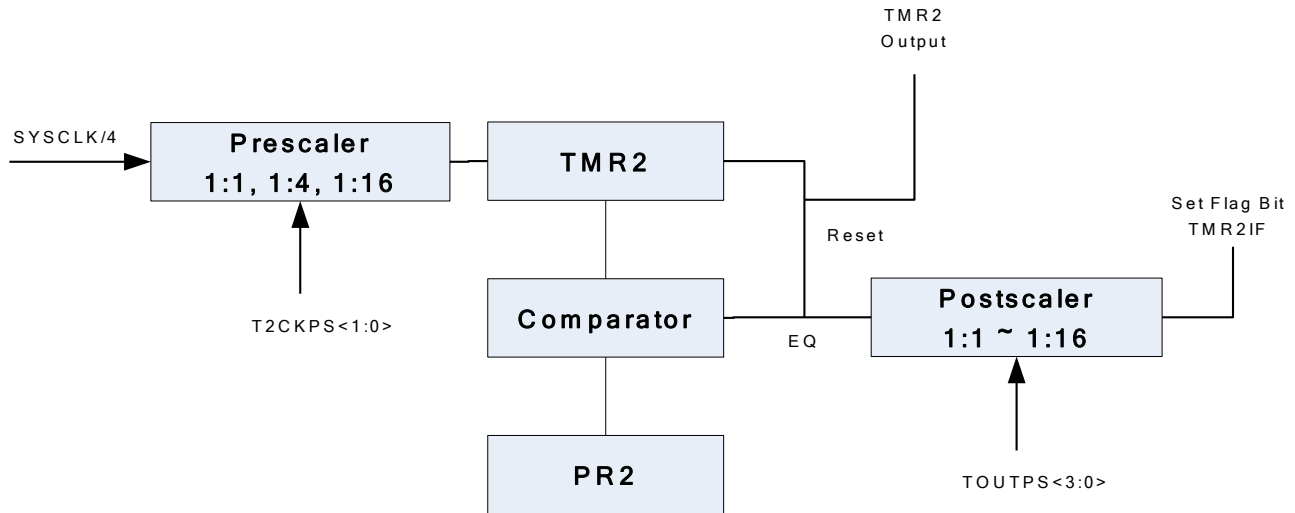 TMR2
Output
SYSCLK/4
Prescaler
1:1, 1:4, 1:16
TMR2
Set Flag Bit
TMR2IF
Reset
T2CKPS<1:0>
Comparator
EQ
Postscaler
1:1 ~ 1:16
PR2
TOUTPS<3:0>